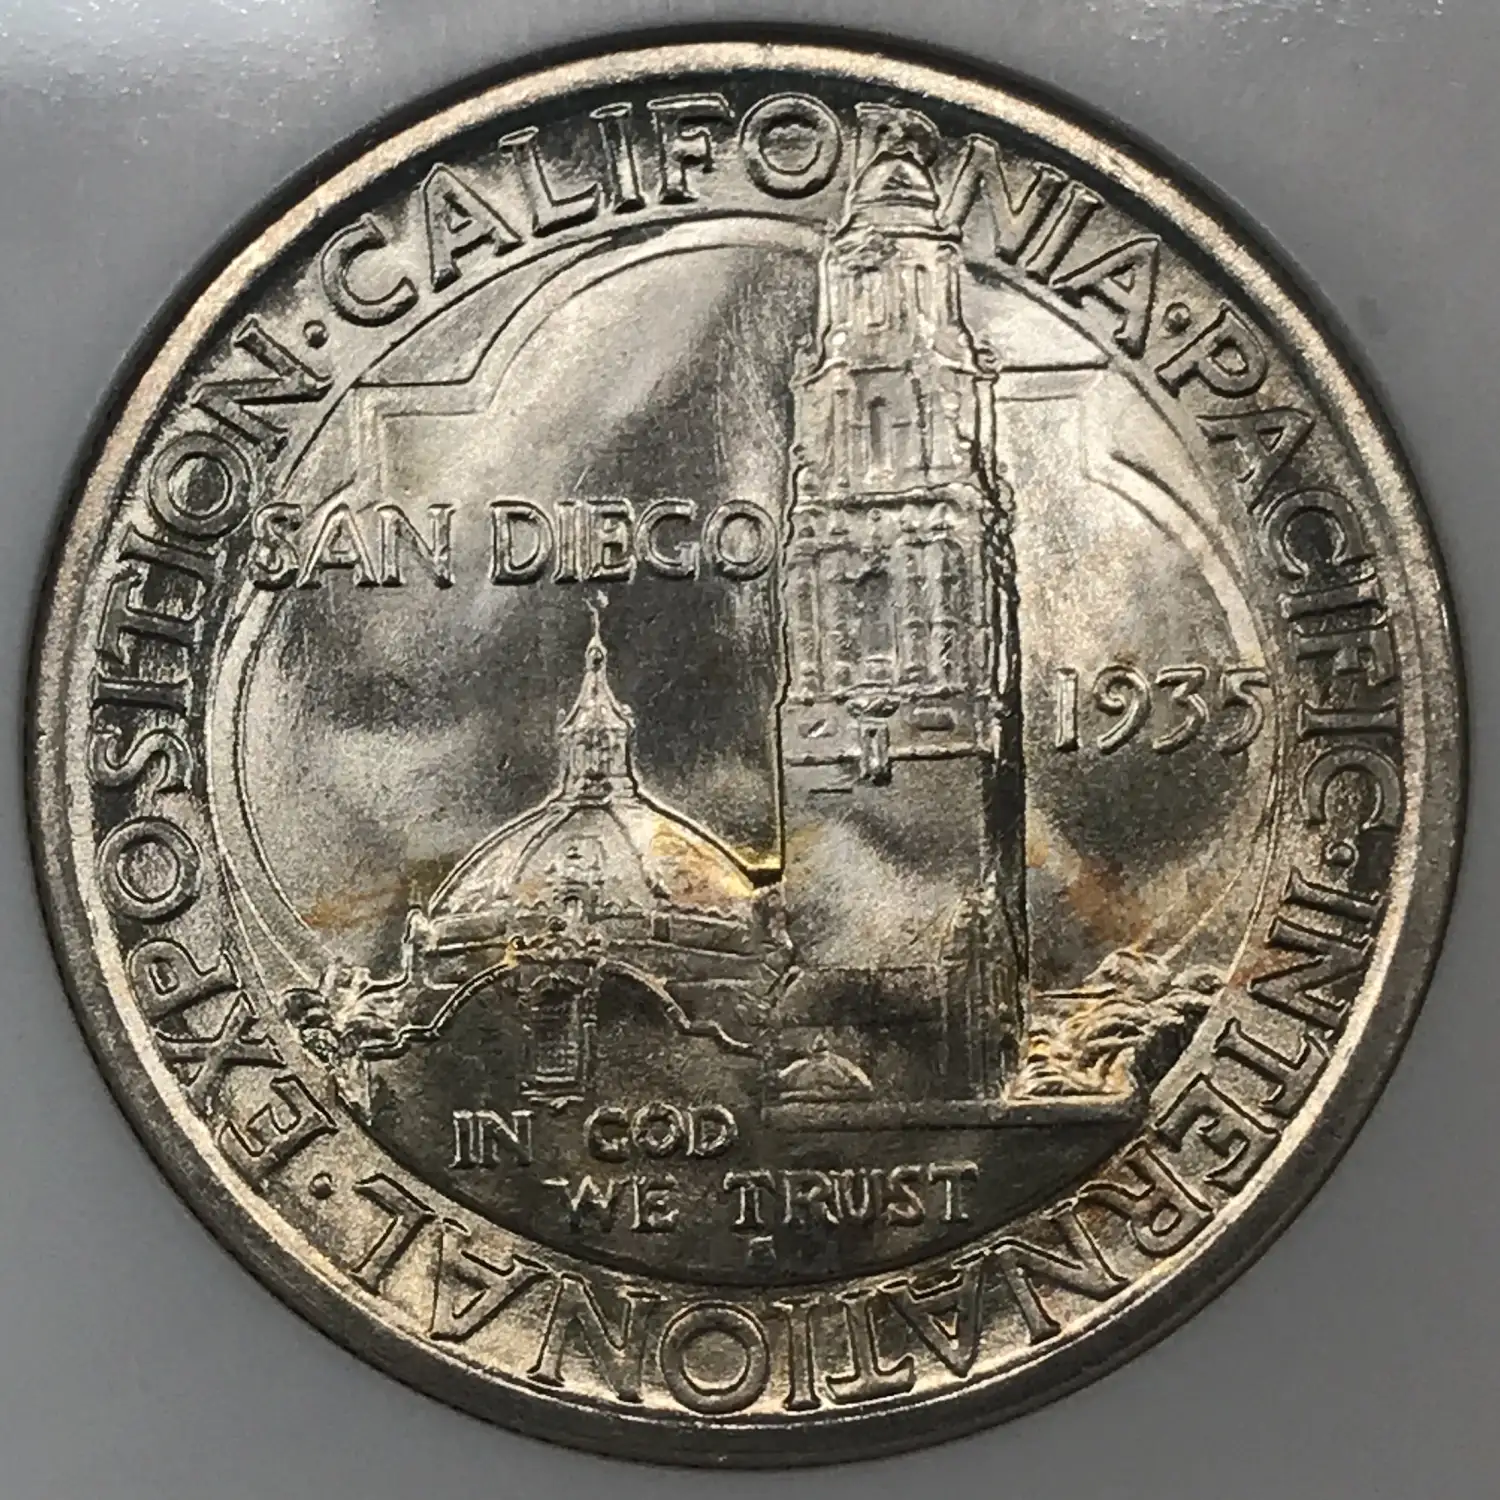 · CALIFORNIA · PACIFIC · INTERNATIONAL · EXPOSITION
SAN DIEGO
1935
IN GOD
WE TRUST
S